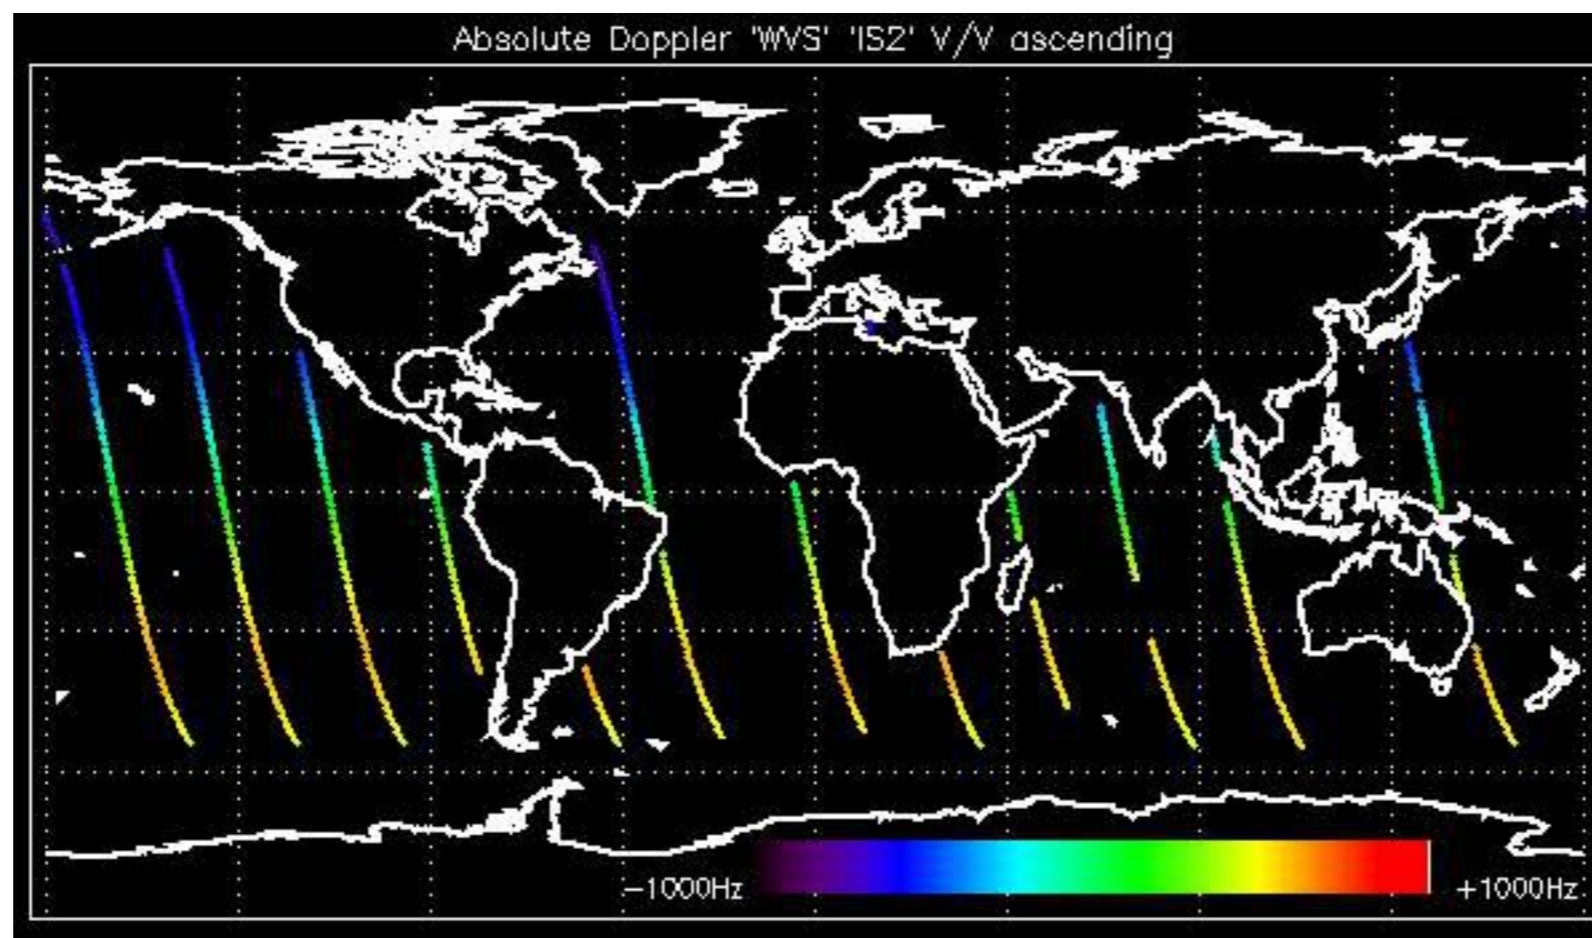 Absolute Doppler 'WVS' 'IS2' V/V ascending
-1000Hz +1000Hz